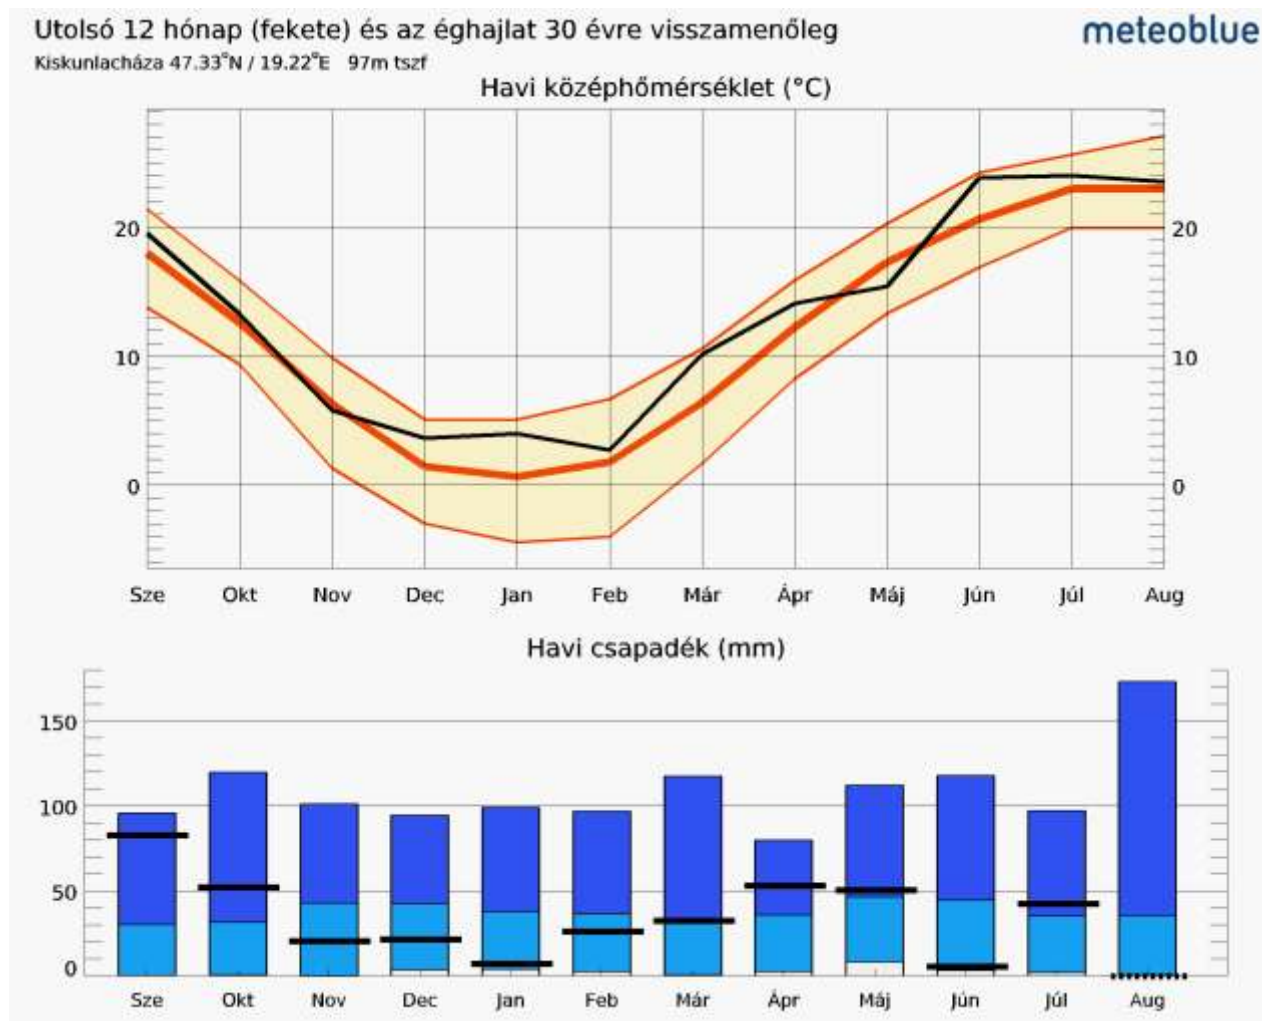 Utolsó 12 hónap (fekete) és az éghajlat 30 évre visszamenőleg
meteoblue
Kiskunlacháza 47.33°N / 19.22°E 97m tszf
Havi középhőmérséklet (°C)
20 20
10 10
0 0
Sze Okt Nov Dec Jan Feb Már Ápr Máj Jún Júl Aug
Havi csapadék (mm)
150
100
50
0
Sze Okt Nov Dec Jan Feb Már Ápr Máj Jún Júl Aug